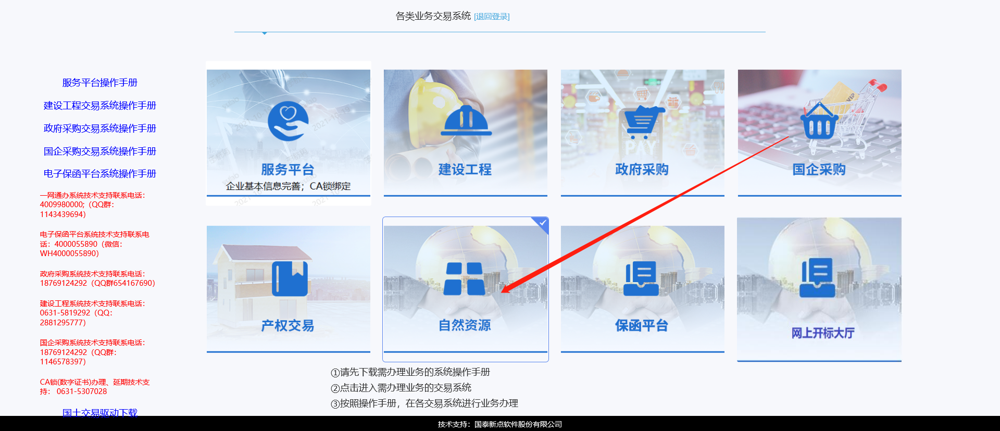 各类业务交易系统 [退回登录]
服务平台操作手册
建设工程交易系统操作手册
政府采购交易系统操作手册
国企采购交易系统操作手册
电子保函平台系统操作手册
一网通办系统技术支持联系电话：
4009980000;（QQ群：
1143439694）
电子保函平台系统技术支持联系电
话：4000055890（微信：
WH4000055890）
政府采购系统技术支持联系电话：
18769124292（QQ群654167690）
建设工程系统技术支持联系电话：
0631-5819292（QQ：
2881295777）
国企采购系统技术支持联系电话：
18769124292（QQ群：
1146578397）
CA锁(数字证书)办理、延期技术支
持： 0631-5307028
国土交易驱动下载
服务平台
企业基本信息完善；CA锁绑定
建设工程
PAY
政府采购
VIP
国企采购
产权交易
自然资源
保函平台
网上开标大厅
①请先下载需办理业务的系统操作手册
②点击进入需办理业务的交易系统
③按照操作手册，在各交易系统进行业务办理
技术支持：国泰新点软件股份有限公司